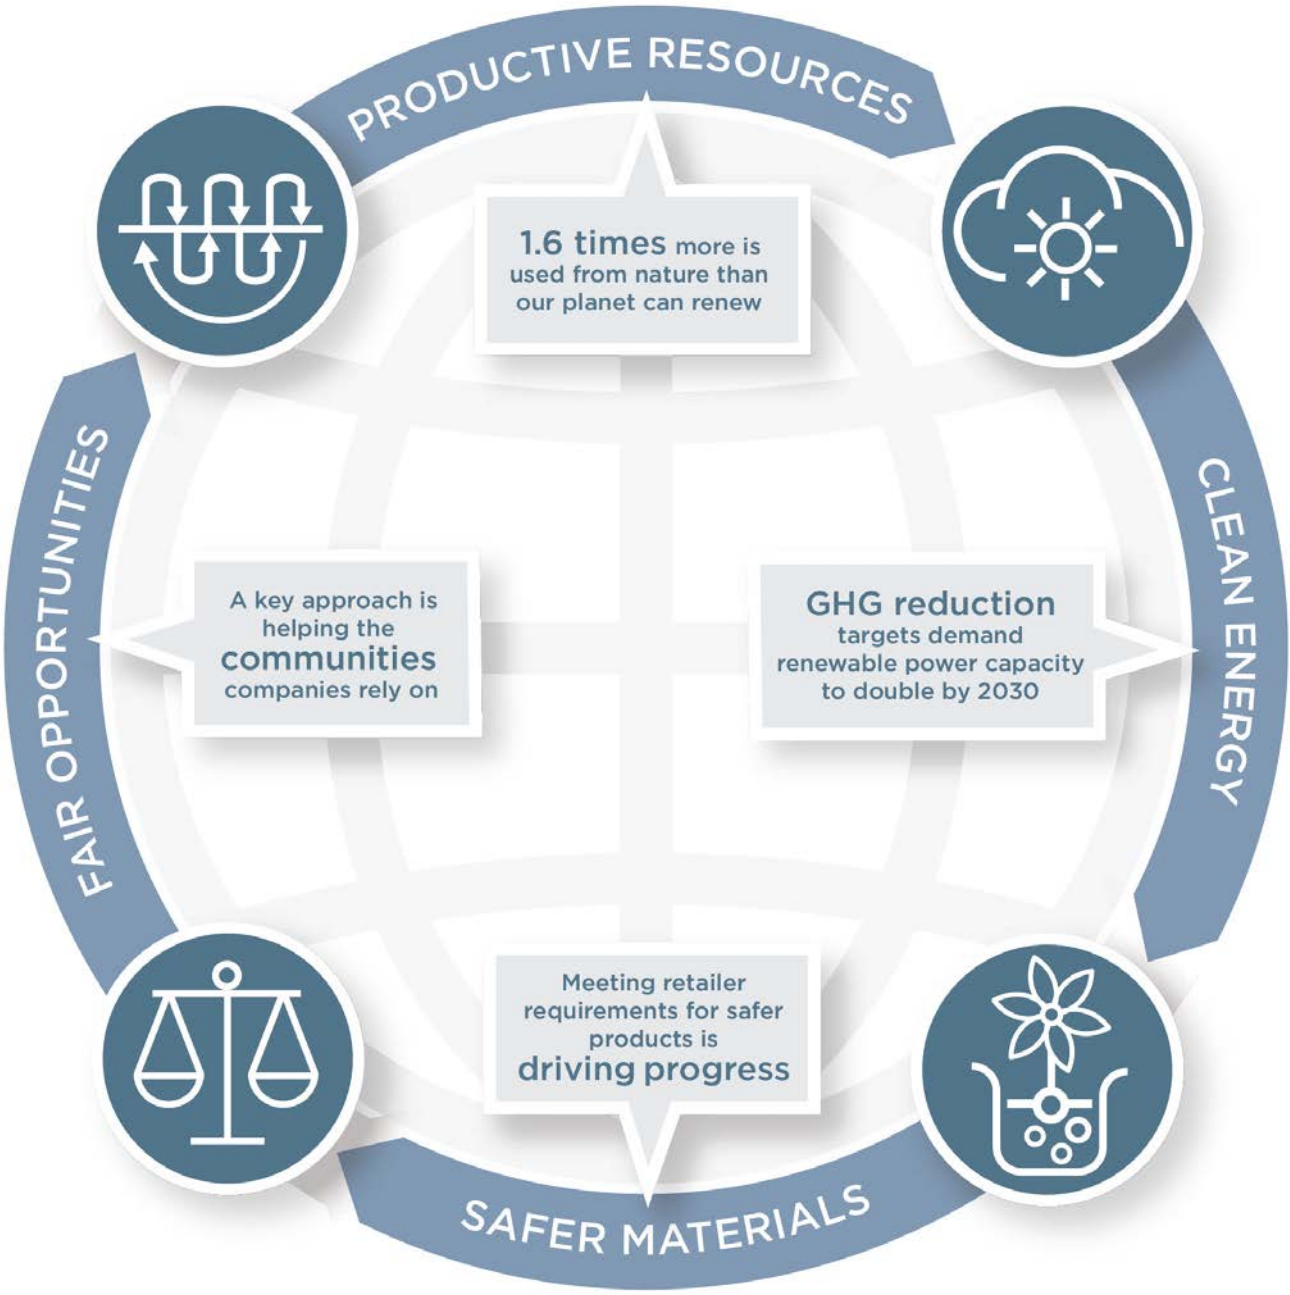 PRODUCTIVE RESOURCES
1.6 times more is
used from nature than
our planet can renew
CLEAN ENERGY
GHG reduction
targets demand
renewable power capacity
to double by 2030
SAFER MATERIALS
Meeting retailer
requirements for safer
products is
driving progress
FAIR OPPORTUNITIES
A key approach is
helping the
communities
companies rely on